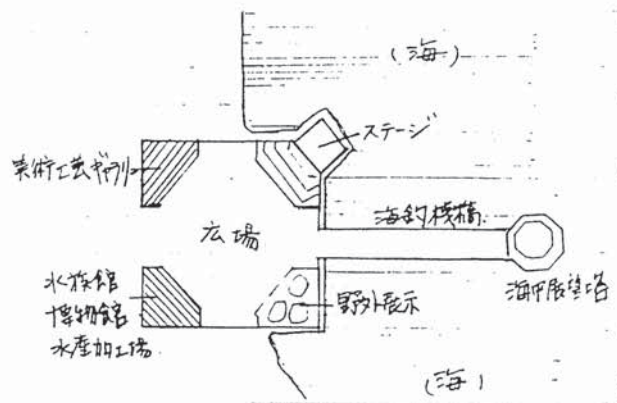 (海)
ステージ
美術工芸ギャラリー
海釣桟橋
広場
海中展望塔
水族館
博物館
水産加工場
野外展示
(海)